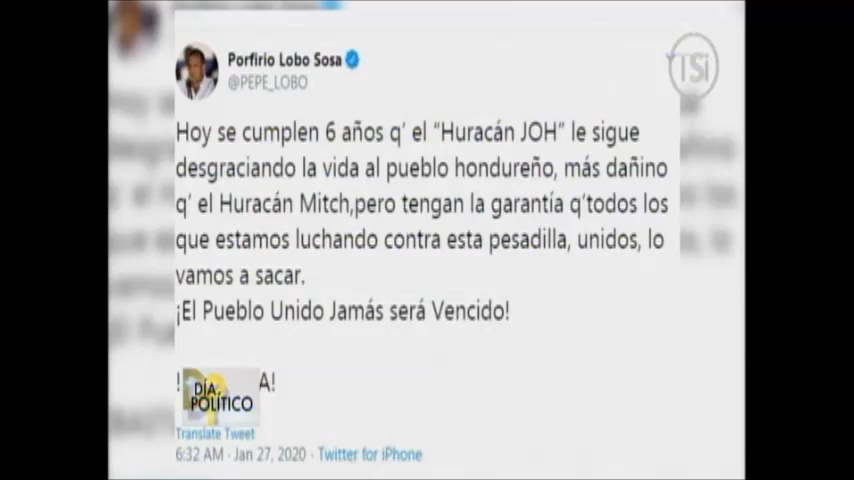 Porfirio Lobo Sosa
@PEPE_LOBO
TSi
Hoy se cumplen 6 años q' el "Huracán JOH" le sigue
desgraciando la vida al pueblo hondureño, más dañino
q' el Huracán Mitch,pero tengan la garantía q'todos los
que estamos luchando contra esta pesadilla, unidos, lo
vamos a sacar.
¡El Pueblo Unido Jamás será Vencido!
! A!
DÍA
POLÍTICO
Translate Tweet
6:32 AM · Jan 27, 2020 · Twitter for iPhone